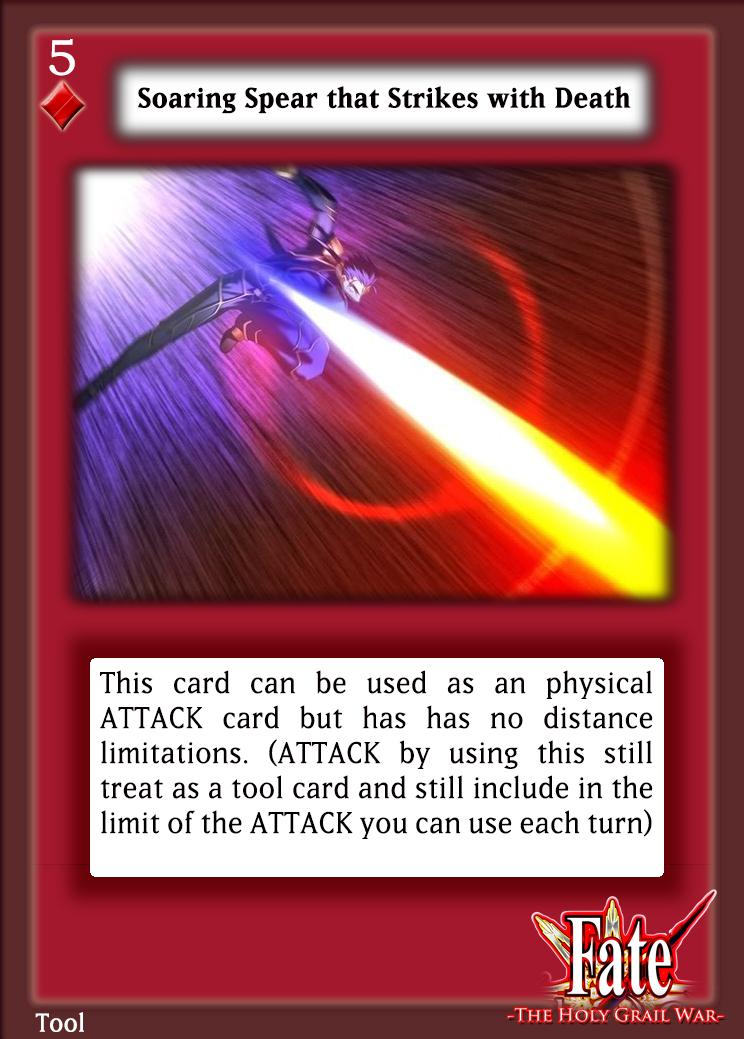 5
Soaring Spear that Strikes with Death
This card can be used as an physical
ATTACK card but has has no distance
limitations. (ATTACK by using this still
treat as a tool card and still include in the
limit of the ATTACK you can use each turn)
Fate
-THE HOLY GRAIL WAR-
Tool